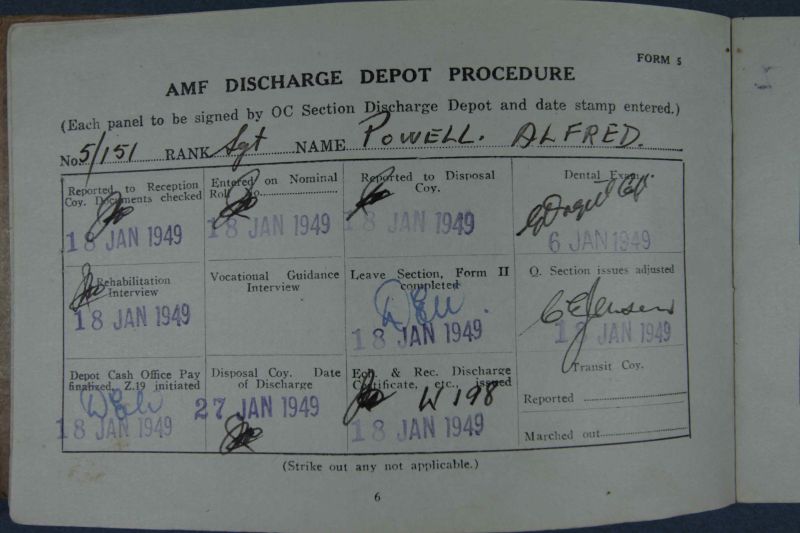 FORM 5
AMF DISCHARGE DEPOT PROCEDURE
(Each panel to be signed by OC Section Discharge Depot and date stamp entered.)
No. 5/151 RANK Sgt NAME POWELL. ALFRED.
Reported to Reception
Coy. Documents checked
18 JAN 1949
Entered on Nominal
Roll No.
18 JAN 1949
Reported to Disposal
Coy.
18 JAN 1949
Dental Exam.
6 JAN 1949
Rehabilitation
Interview
18 JAN 1949
Vocational Guidance
Interview
Leave Section, Form II
completed
18 JAN 1949
Q. Section issues adjusted
JAN 1949
Depot Cash Office Pay
finalized, Z.19 initiated
18 JAN 1949
Disposal Coy. Date
of Discharge
27 JAN 1949
Edn. & Rec. Discharge
Certificate, etc., issued
W 198
18 JAN 1949
Transit Coy.
Reported
Marched out
(Strike out any not applicable.)
6